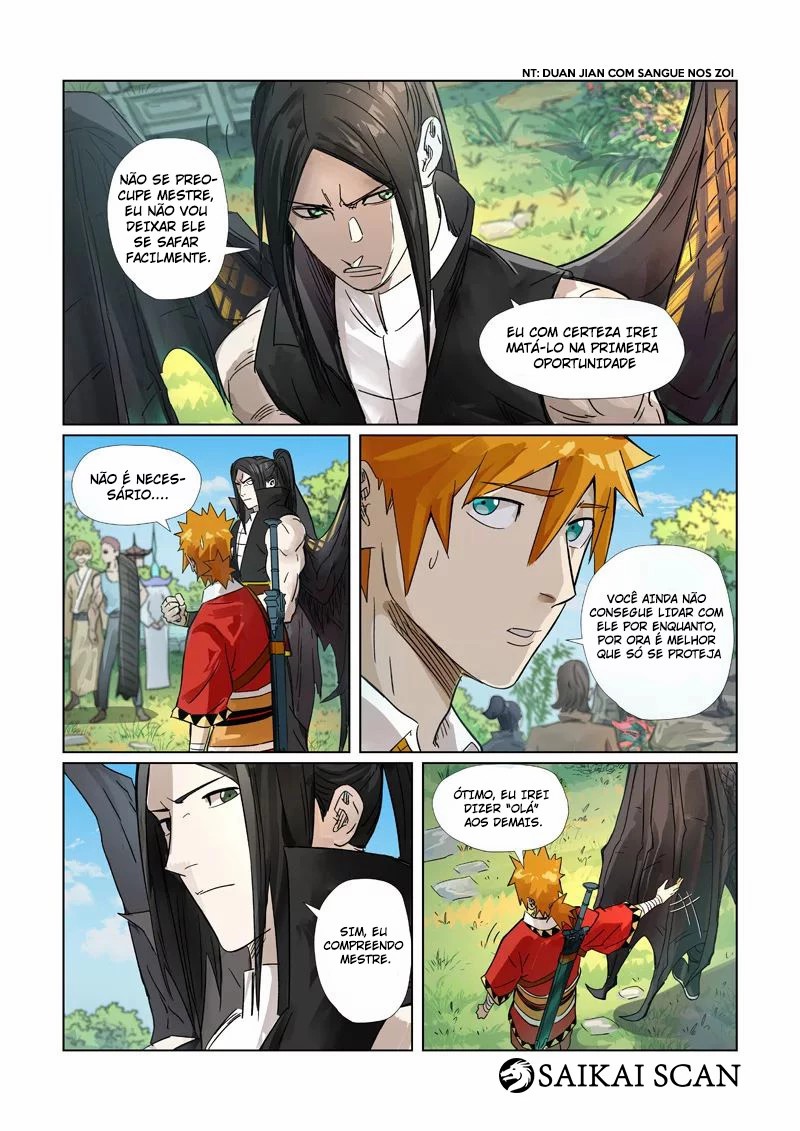 NT: DUAN JIAN COM SANGUE NOS ZOI
NÃO SE PREO-
CUPE MESTRE,
EU NÃO VOU
DEIXAR ELE
SE SAFAR
FACILMENTE.
EU COM CERTEZA IREI
MATÁ-LO NA PRIMEIRA
OPORTUNIDADE
NÃO É NECES-
SÁRIO....
VOCÊ AINDA NÃO
CONSEGUE LIDAR COM
ELE POR ENQUANTO,
POR ORA É MELHOR
QUE SÓ SE PROTEJA
SIM, EU
COMPREENDO
MESTRE.
ÓTIMO, EU IREI
DIZER "OLÁ"
AOS DEMAIS.
SAIKAI SCAN